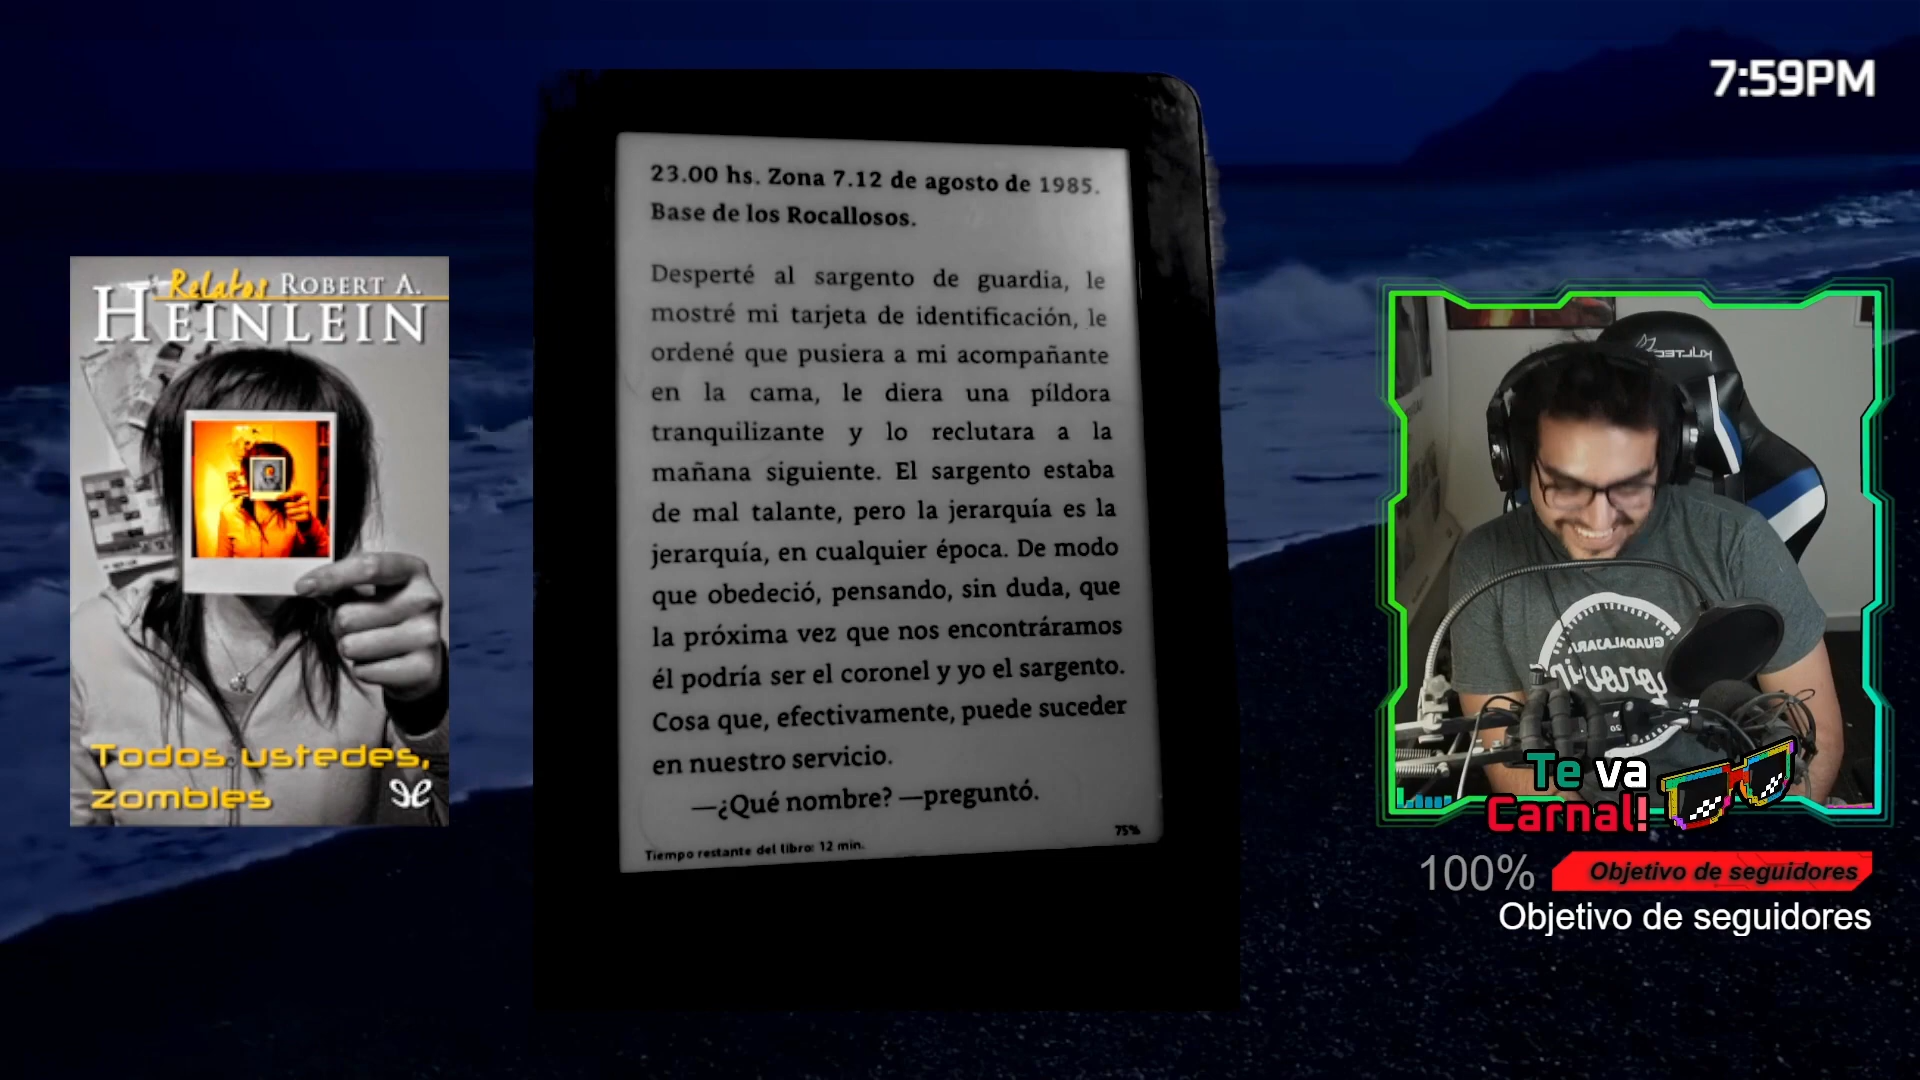 7:59PM
Relatos ROBERT A.
HEINLEIN
Todos ustedes,
zombies
23.00 hs. Zona 7.12 de agosto de 1985.
Base de los Rocallosos.
Desperté al sargento de guardia, le
mostré mi tarjeta de identificación, le
ordené que pusiera a mi acompañante
en la cama, le diera una píldora
tranquilizante y lo reclutara a la
mañana siguiente. El sargento estaba
de mal talante, pero la jerarquía es la
jerarquía, en cualquier época. De modo
que obedeció, pensando, sin duda, que
la próxima vez que nos encontráramos
él podría ser el coronel y yo el sargento.
Cosa que, efectivamente, puede suceder
en nuestro servicio.
—¿Qué nombre? —preguntó.
75%
Tiempo restante del libro: 12 min.
GUADALAJARA
Te va
Carnal!
100% Objetivo de seguidores
Objetivo de seguidores